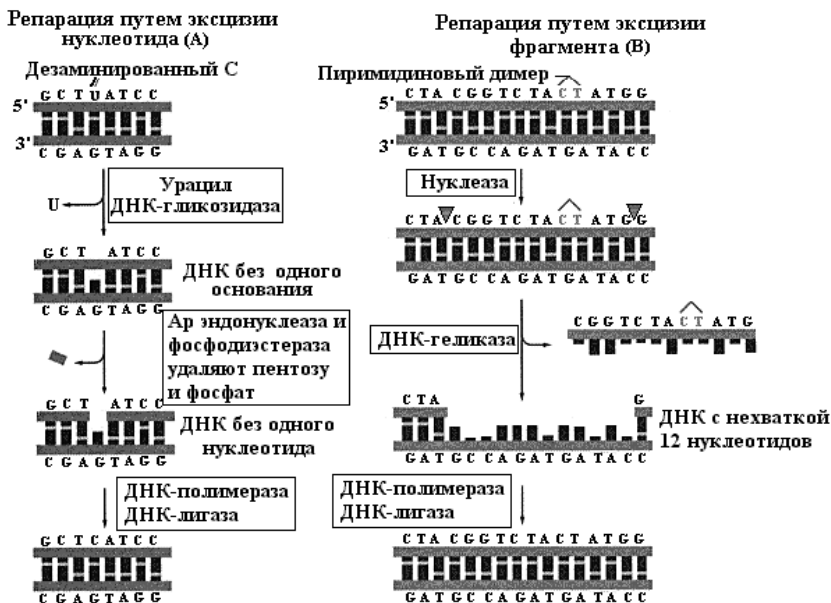 Репарация путем эксцизии
нуклеотида (А)
Дезаминированный С
G C T U A T C C
5'
3'
C G A G T A G G
U
Урацил
ДНК-гликозидаза
G C T A T C C
ДНК без одного
основания
C G A G T A G G
Ар эндонуклеаза и
фосфодиэстераза
удаляют пентозу
и фосфат
G C T A T C C
ДНК без одного
нуклеотида
C G A G T A G G
ДНК-полимераза
ДНК-лигаза
G C T C A T C C
C G A G T A G G
Репарация путем эксцизии
фрагмента (В)
Пиримидиновый димер
C T A C G G T C T A C T A T G G
5'
3'
G A T G C C A G A T G A T A C C
Нуклеаза
C T A C G G T C T A C T A T G G
G A T G C C A G A T G A T A C C
ДНК-геликаза
C G G T C T A C T A T G
C T A G
ДНК с нехваткой
12 нуклеотидов
G A T G C C A G A T G A T A C C
ДНК-полимераза
ДНК-лигаза
C T A C G G T C T A C T A T G G
G A T G C C A G A T G A T A C C